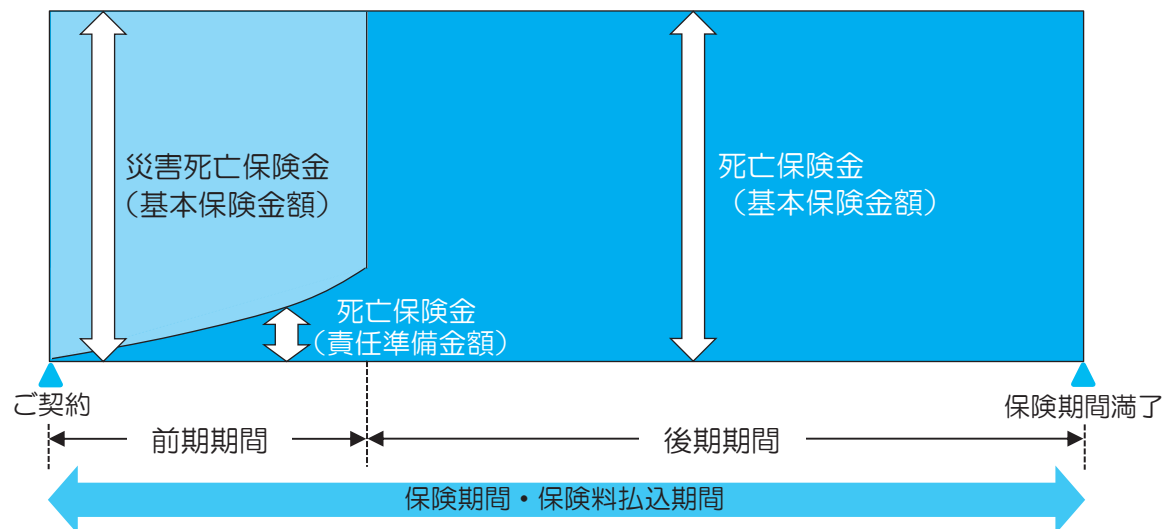 災害死亡保険金
（基本保険金額）
死亡保険金
（基本保険金額）
死亡保険金
（責任準備金額）
ご契約
保険期間満了
前期期間
後期期間
保険期間・保険料払込期間